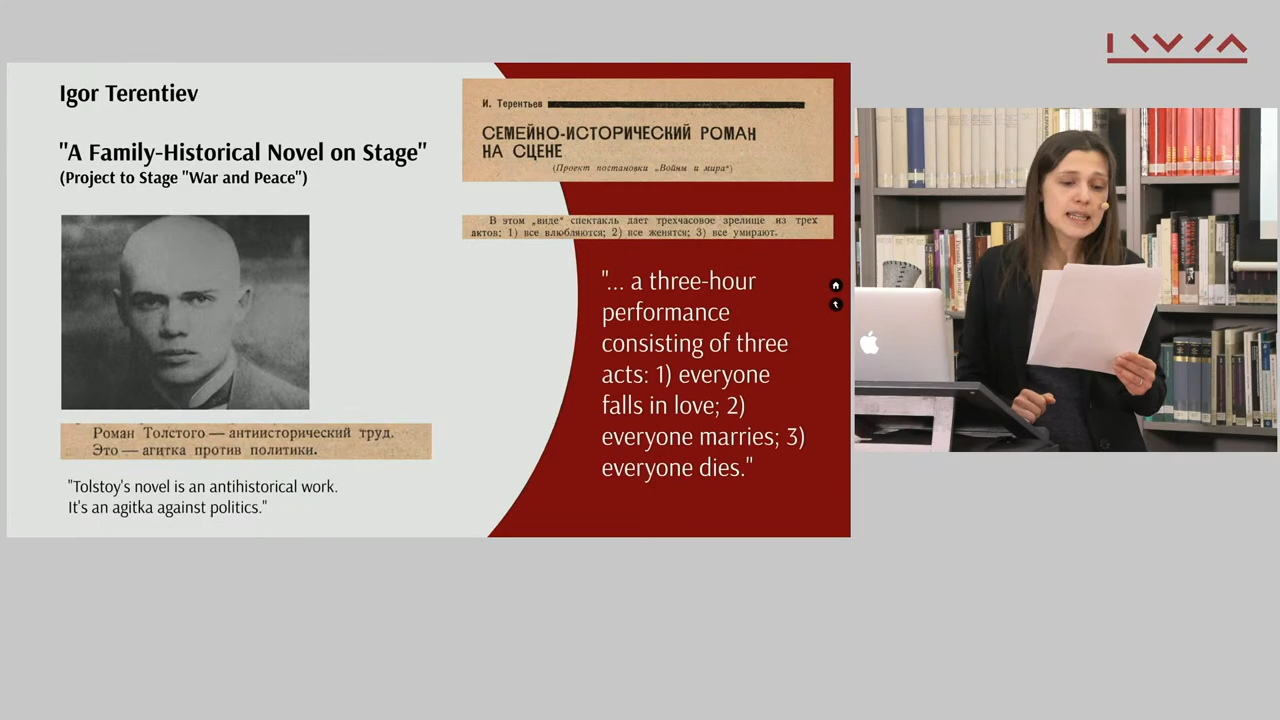 Igor Terentiev
"A Family-Historical Novel on Stage"
(Project to Stage "War and Peace")
Роман Толстого — антиисторический труд.
Это — агитка против политики.
"Tolstoy's novel is an antihistorical work.
It's an agitka against politics."
И. Терентьев
СЕМЕЙНО-ИСТОРИЧЕСКИЙ РОМАН
НА СЦЕНЕ
(Проект постановки „Войны и мира“)
В этом „виде“ спектакль дает трехчасовое зрелище из трех
актов: 1) все влюбляются; 2) все женятся; 3) все умирают.
"... a three-hour
performance
consisting of three
acts: 1) everyone
falls in love; 2)
everyone marries; 3)
everyone dies."